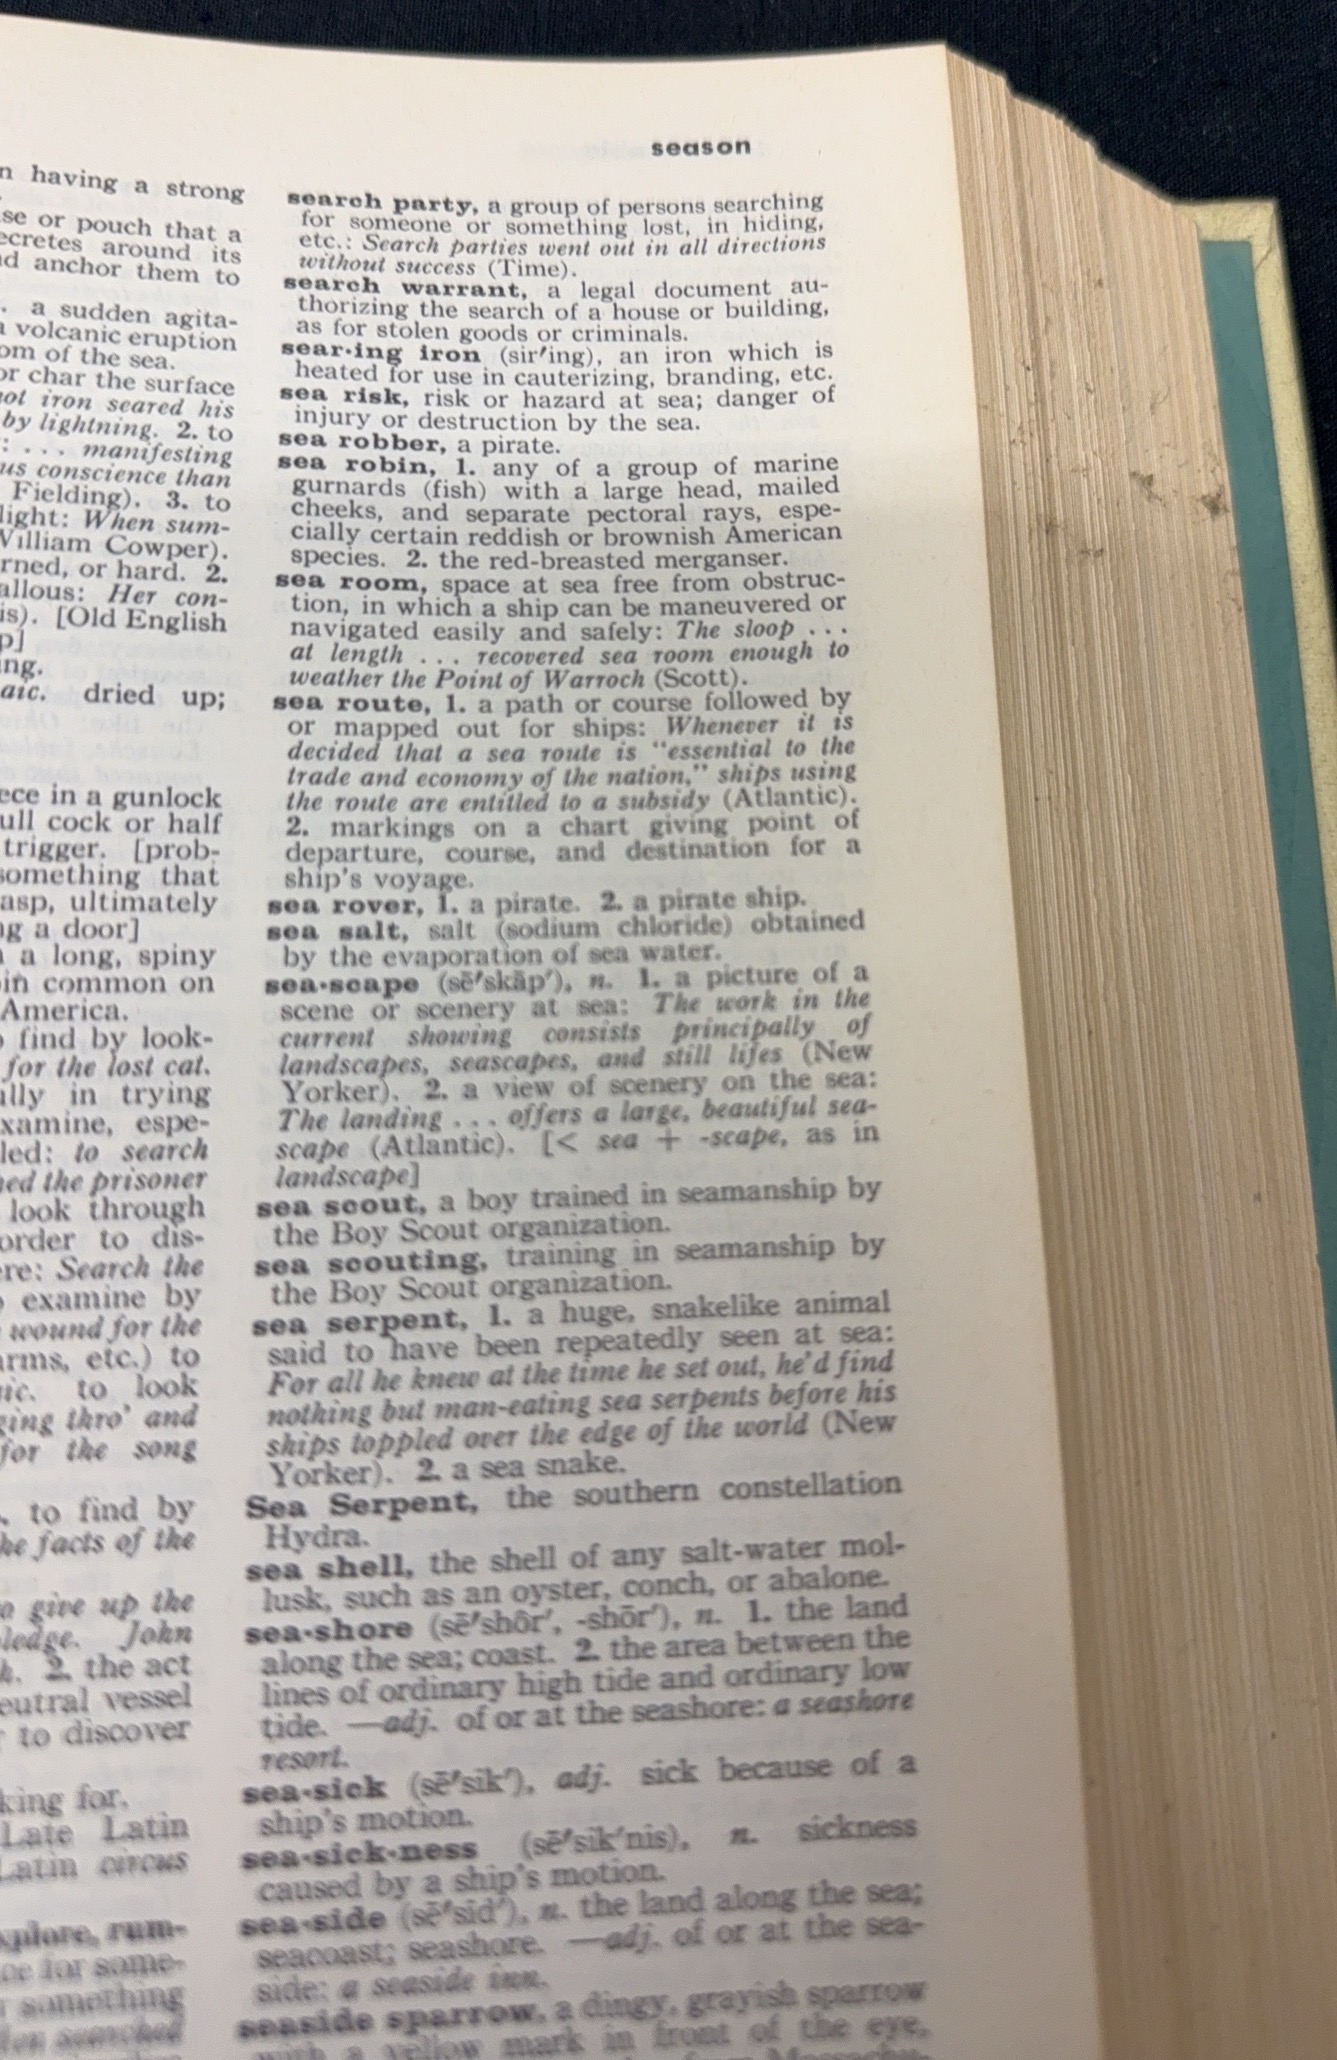 season
n having a strong
se or pouch that a
ecretes around its
d anchor them to
. a sudden agita-
volcanic eruption
om of the sea.
or char the surface
ot iron seared his
by lightning. 2. to
: . . . manifesting
us conscience than
Fielding). 3. to
light: When sum-
William Cowper).
rned, or hard. 2.
allous: Her con-
is). [Old English
p]
ng.
aic. dried up;
ece in a gunlock
ull cock or half
trigger. [prob-
something that
asp, ultimately
g a door]
a long, spiny
in common on
America.
find by look-
for the lost cat.
lly in trying
xamine, espe-
led: to search
hed the prisoner
look through
order to dis-
re: Search the
examine by
wound for the
arms, etc.) to
ic. to look
ging thro' and
for the song
. to find by
he facts of the
o give up the
ledge. John
h. 2. the act
eutral vessel
to discover
king for.
Late Latin
Latin circus
xplore, rum-
for some-
something
searched
search party, a group of persons searching
for someone or something lost, in hiding,
etc.: Search parties went out in all directions
without success (Time).
search warrant, a legal document au-
thorizing the search of a house or building,
as for stolen goods or criminals.
sear·ing iron (sir′ing), an iron which is
heated for use in cauterizing, branding, etc.
sea risk, risk or hazard at sea; danger of
injury or destruction by the sea.
sea robber, a pirate.
sea robin, 1. any of a group of marine
gurnards (fish) with a large head, mailed
cheeks, and separate pectoral rays, espe-
cially certain reddish or brownish American
species. 2. the red-breasted merganser.
sea room, space at sea free from obstruc-
tion, in which a ship can be maneuvered or
navigated easily and safely: The sloop . . .
at length . . . recovered sea room enough to
weather the Point of Warroch (Scott).
sea route, 1. a path or course followed by
or mapped out for ships: Whenever it is
decided that a sea route is "essential to the
trade and economy of the nation," ships using
the route are entitled to a subsidy (Atlantic).
2. markings on a chart giving point of
departure, course, and destination for a
ship's voyage.
sea rover, 1. a pirate. 2. a pirate ship.
sea salt, salt (sodium chloride) obtained
by the evaporation of sea water.
sea·scape (sē′skāp′), n. 1. a picture of a
scene or scenery at sea: The work in the
current showing consists principally of
landscapes, seascapes, and still lifes (New
Yorker). 2. a view of scenery on the sea:
The landing . . . offers a large, beautiful sea-
scape (Atlantic). [< sea + -scape, as in
landscape]
sea scout, a boy trained in seamanship by
the Boy Scout organization.
sea scouting, training in seamanship by
the Boy Scout organization.
sea serpent, 1. a huge, snakelike animal
said to have been repeatedly seen at sea:
For all he knew at the time he set out, he'd find
nothing but man-eating sea serpents before his
ships toppled over the edge of the world (New
Yorker). 2. a sea snake.
Sea Serpent, the southern constellation
Hydra.
sea shell, the shell of any salt-water mol-
lusk, such as an oyster, conch, or abalone.
sea·shore (sē′shôr′, -shōr′), n. 1. the land
along the sea; coast. 2. the area between the
lines of ordinary high tide and ordinary low
tide. —adj. of or at the seashore: a seashore
resort.
sea·sick (sē′sik′), adj. sick because of a
ship's motion.
sea·sick·ness (sē′sik′nis), n. sickness
caused by a ship's motion.
sea·side (sē′sīd′), n. the land along the sea;
seacoast; seashore. —adj. of or at the sea-
side: a seaside inn.
seaside sparrow, a dingy, grayish sparrow
with a yellow mark in front of the eye,